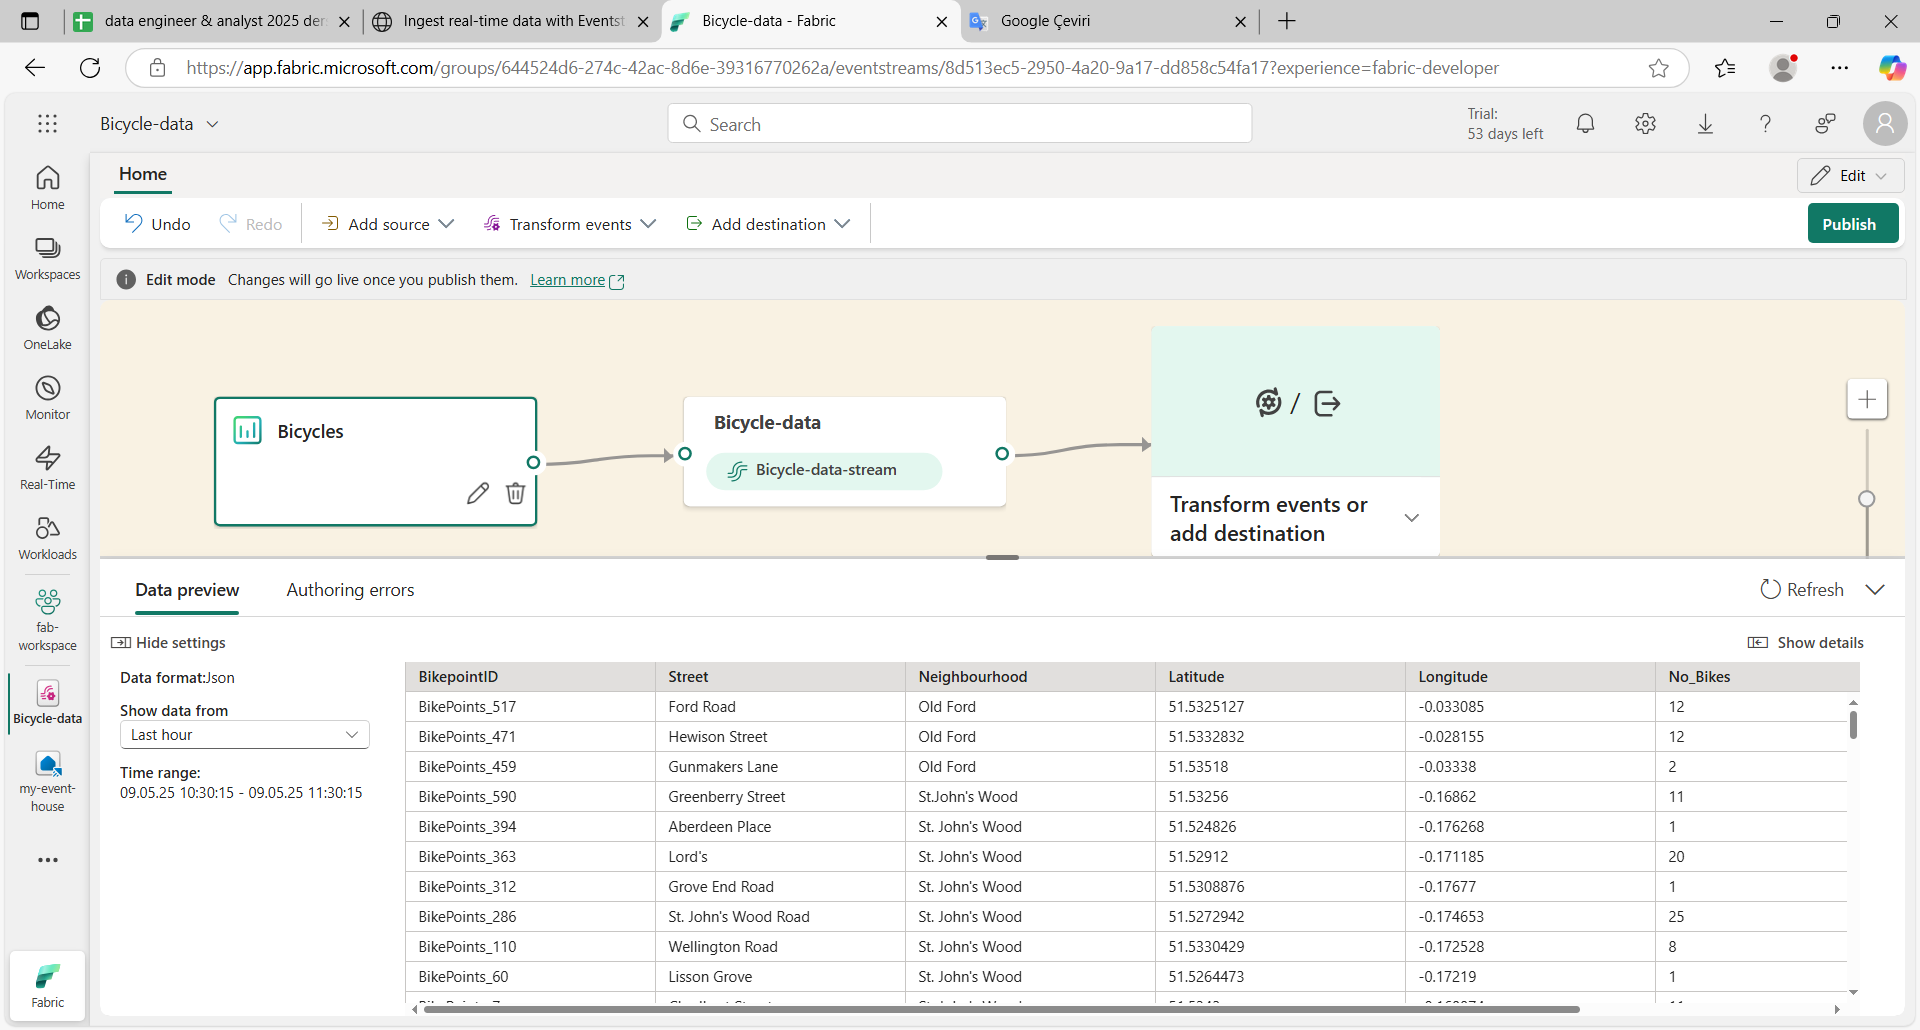 data engineer & analyst 2025 der
Ingest real-time data with Eventst
Bicycle-data - Fabric
Google Çeviri
https://app.fabric.microsoft.com/groups/644524d6-274c-42ac-8d6e-39316770262a/eventstreams/8d513ec5-2950-4a20-9a17-dd858c54fa17?experience=fabric-developer
Bicycle-data
Search
Trial:
53 days left
Home
Edit
Undo
Redo
Add source
Transform events
Add destination
Publish
Edit mode Changes will go live once you publish them. Learn more
Home
Workspaces
OneLake
Monitor
Real-Time
Workloads
fab-
workspace
Bicycle-data
my-event-
house
Fabric
Bicycles
Bicycle-data
Bicycle-data-stream
/
Transform events or
add destination
Data preview
Authoring errors
Refresh
Hide settings
Show details
Data format:Json
Show data from
Last hour
Time range:
09.05.25 10:30:15 - 09.05.25 11:30:15
BikepointID Street Neighbourhood Latitude Longitude No_Bikes
BikePoints_517 Ford Road Old Ford 51.5325127 -0.033085 12
BikePoints_471 Hewison Street Old Ford 51.5332832 -0.028155 12
BikePoints_459 Gunmakers Lane Old Ford 51.53518 -0.03338 2
BikePoints_590 Greenberry Street St.John's Wood 51.53256 -0.16862 11
BikePoints_394 Aberdeen Place St. John's Wood 51.524826 -0.176268 1
BikePoints_363 Lord's St. John's Wood 51.52912 -0.171185 20
BikePoints_312 Grove End Road St. John's Wood 51.5308876 -0.17677 1
BikePoints_286 St. John's Wood Road St. John's Wood 51.5272942 -0.174653 25
BikePoints_110 Wellington Road St. John's Wood 51.5330429 -0.172528 8
BikePoints_60 Lisson Grove St. John's Wood 51.5264473 -0.17219 1